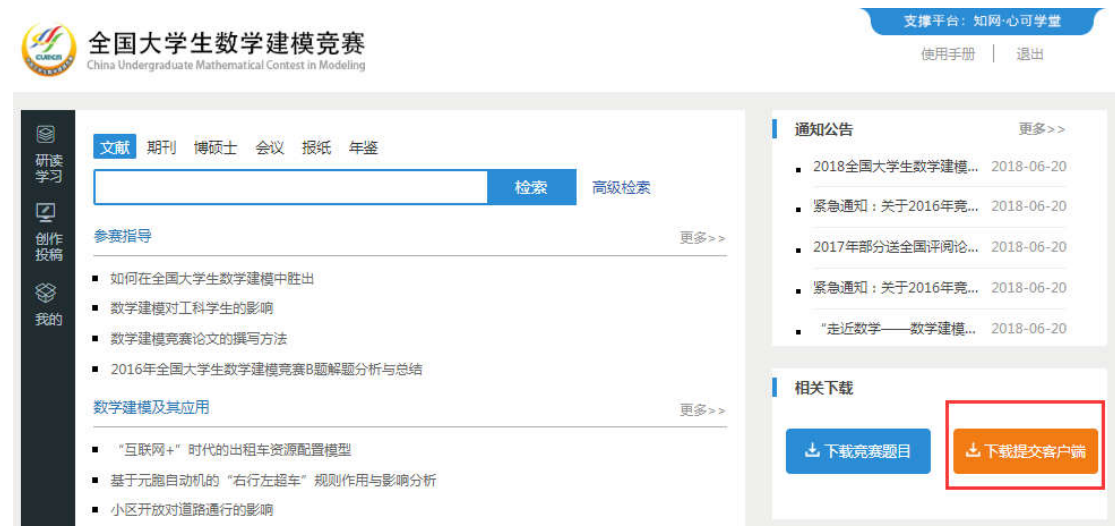 支撑平台：知网·心可学堂
CUMCM
全国大学生数学建模竞赛
China Undergraduate Mathematical Contest in Modeling
使用手册 | 退出
研读
学习
创作
投稿
我的
文献 期刊 博硕士 会议 报纸 年鉴
检索 高级检索
参赛指导 更多>>
如何在全国大学生数学建模中胜出
数学建模对工科学生的影响
数学建模竞赛论文的撰写方法
2016年全国大学生数学建模竞赛B题解题分析与总结
数学建模及其应用 更多>>
“互联网+”时代的出租车资源配置模型
基于元胞自动机的“右行左超车”规则作用与影响分析
小区开放对道路通行的影响
通知公告 更多>>
2018全国大学生数学建模... 2018-06-20
紧急通知：关于2016年竞... 2018-06-20
2017年部分送全国评阅论... 2018-06-20
紧急通知：关于2016年竞... 2018-06-20
“走近数学——数学建模... 2018-06-20
相关下载
下载竞赛题目 下载提交客户端